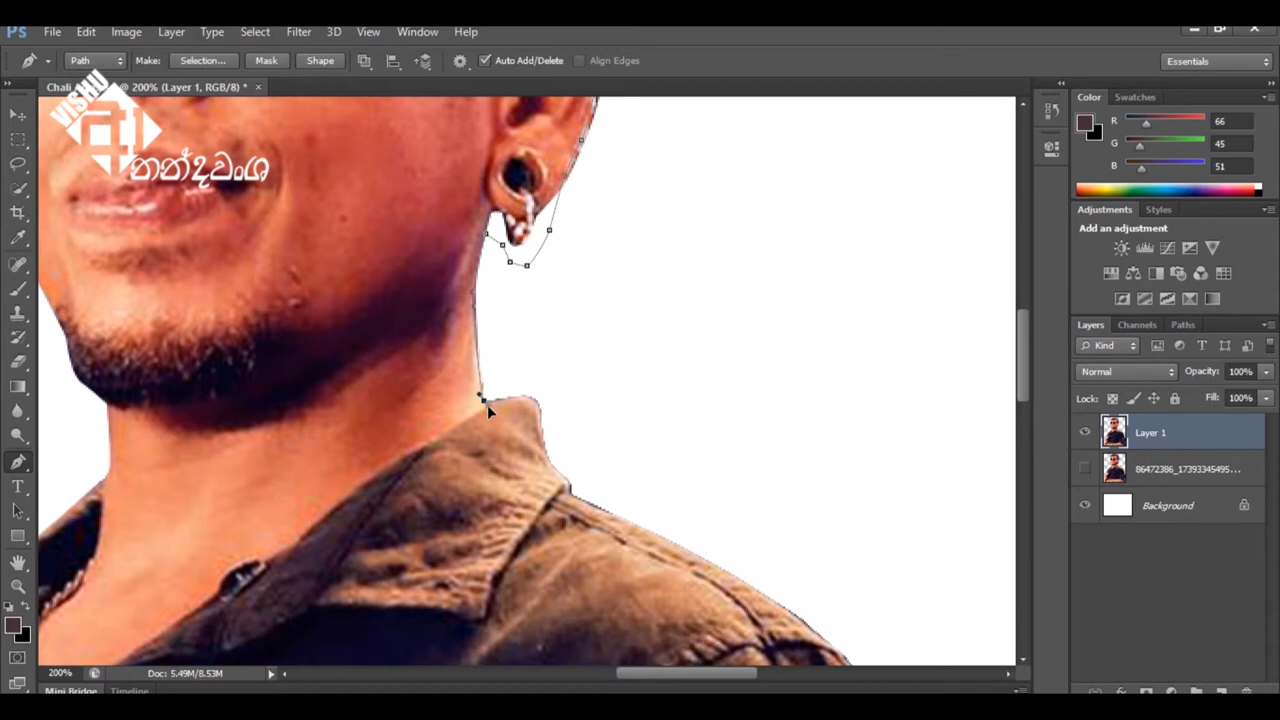 Ps File Edit Image Layer Type Select Filter 3D View Window Help
Path Make: Selection... Mask Shape Auto Add/Delete Align Edges Essentials
Chali @ 200% (Layer 1, RGB/8) * ×
VISHU
නන්දවංශ
Color Swatches
R 66
G 45
B 51
Adjustments Styles
Add an adjustment
Layers Channels Paths
Kind
Normal Opacity: 100%
Lock: Fill: 100%
Layer 1
86472386_17393345495...
Background
200% Doc: 5.49M/8.53M
Mini Bridge Timeline